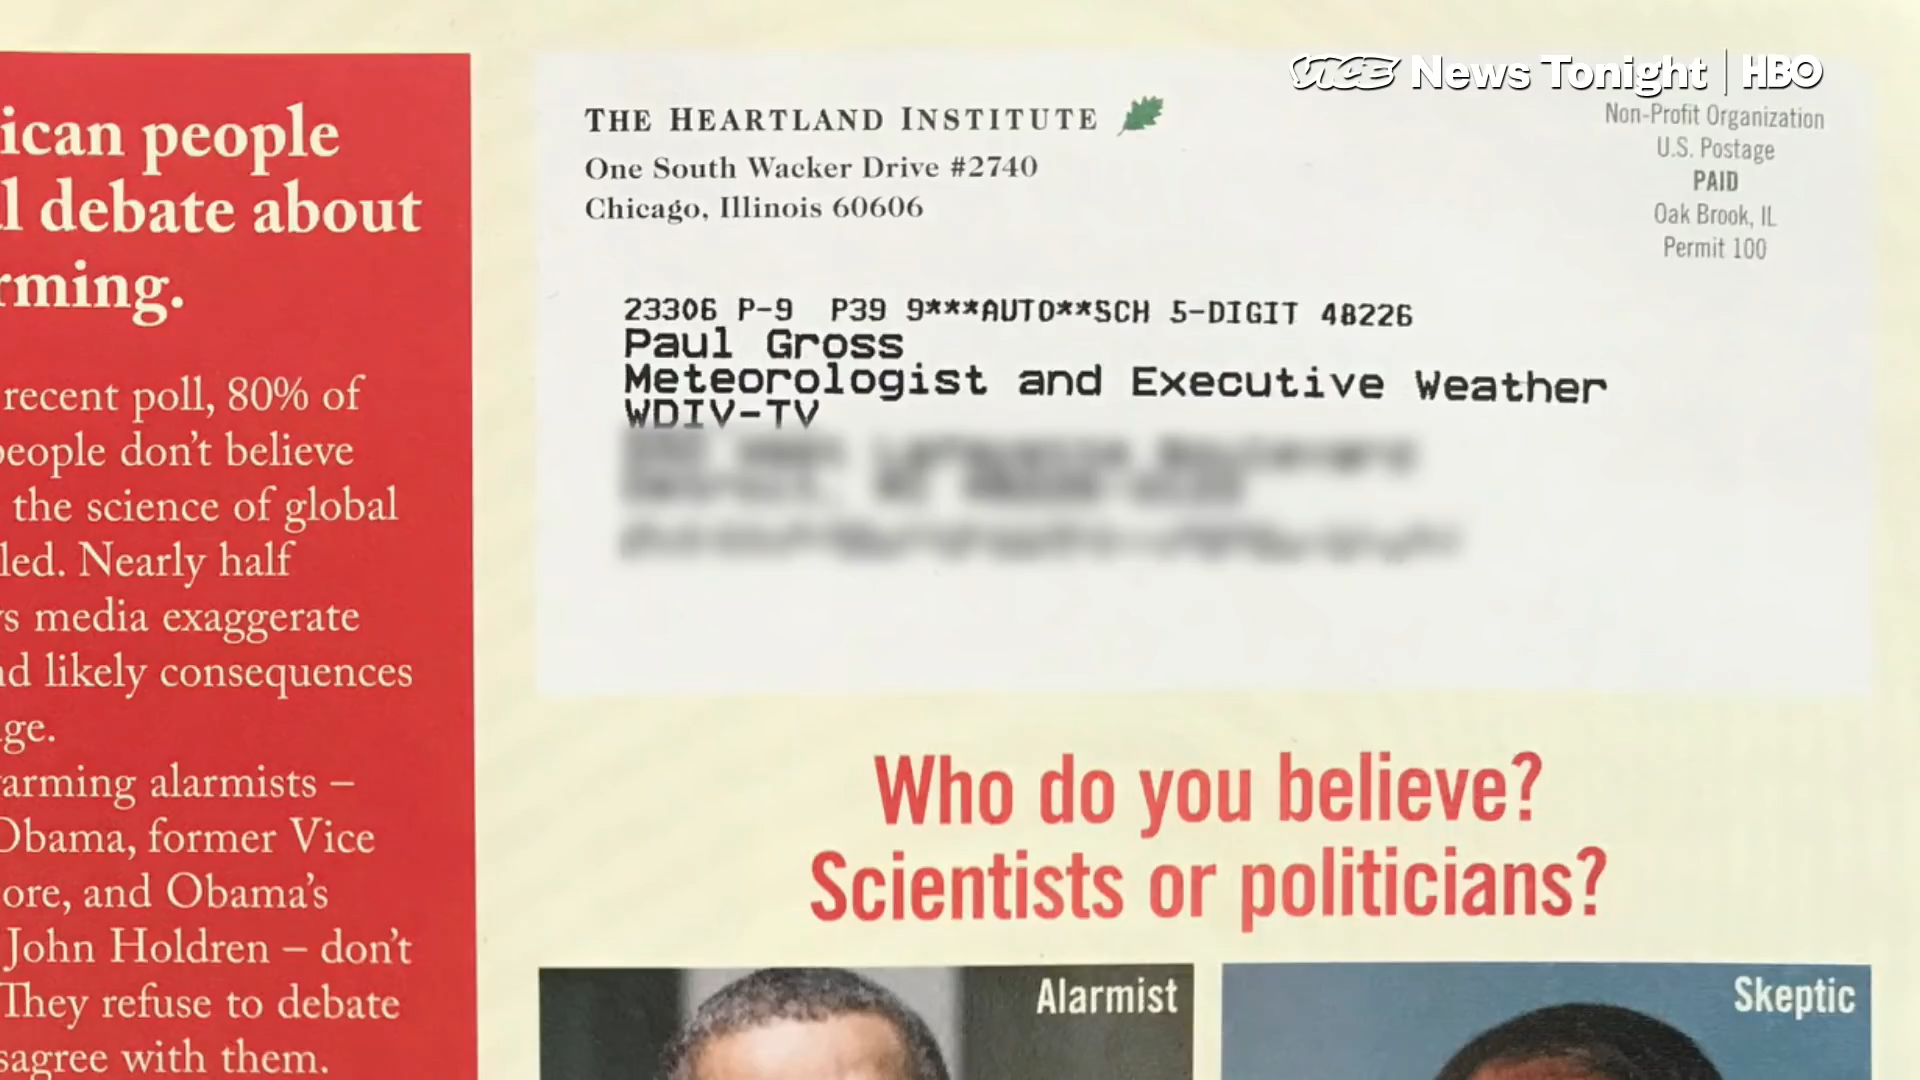 VICE News Tonight | HBO
ican people
l debate about
rming.
recent poll, 80% of
people don't believe
the science of global
led. Nearly half
s media exaggerate
nd likely consequences
ge.
arming alarmists –
Obama, former Vice
ore, and Obama's
John Holdren – don't
They refuse to debate
sagree with them.
THE HEARTLAND INSTITUTE
One South Wacker Drive #2740
Chicago, Illinois 60606
Non-Profit Organization
U.S. Postage
PAID
Oak Brook, IL
Permit 100
23306 P-9 P39 9***AUTO**SCH 5-DIGIT 48226
Paul Gross
Meteorologist and Executive Weather
WDIV-TV
Who do you believe?
Scientists or politicians?
Alarmist
Skeptic